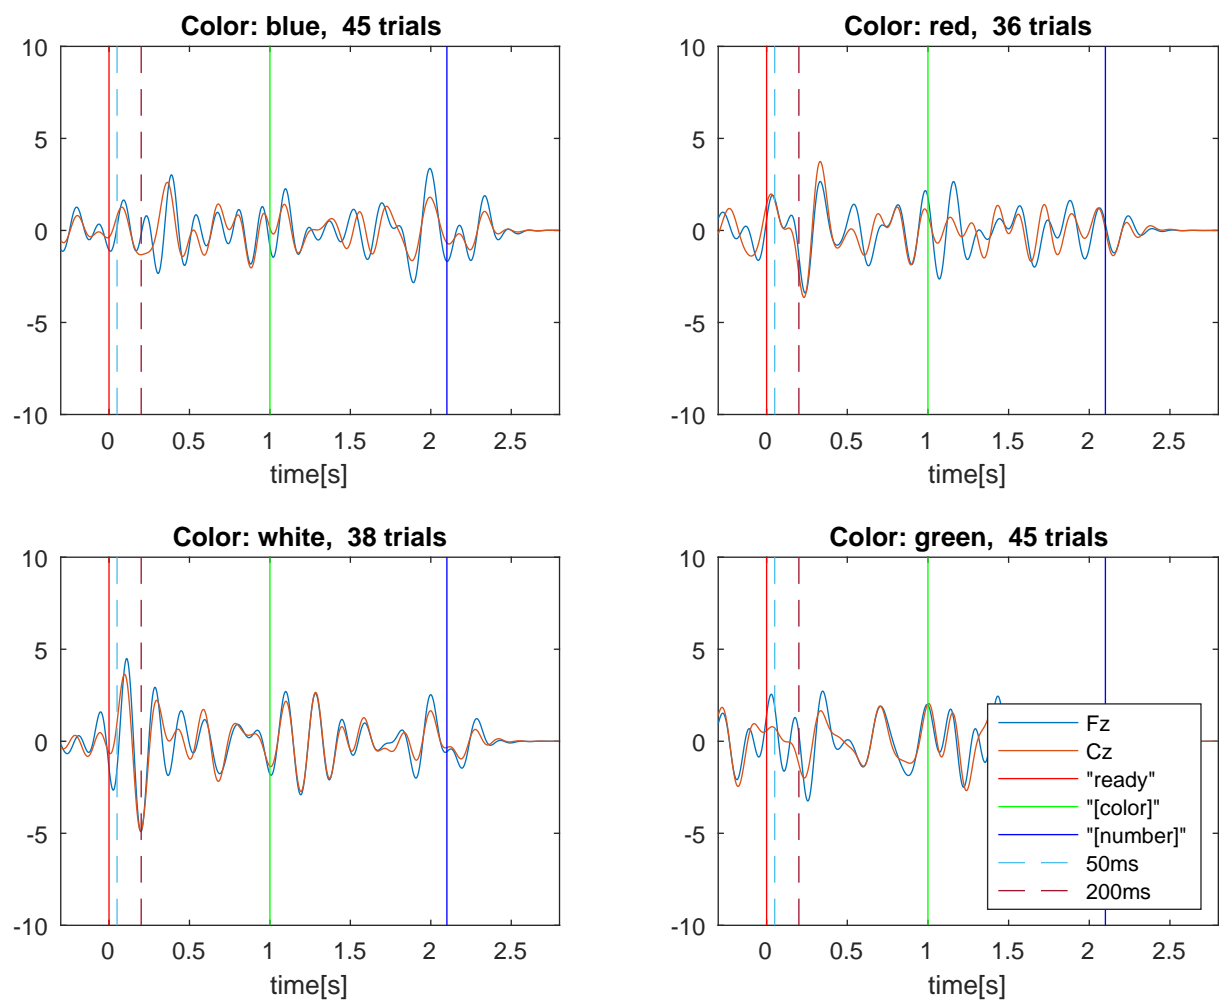 Color: blue,  45 trials
10
5
0
-5
-10
0 0.5 1 1.5 2 2.5
time[s]
Color: red,  36 trials
10
5
0
-5
-10
0 0.5 1 1.5 2 2.5
time[s]
Color: white,  38 trials
10
5
0
-5
-10
0 0.5 1 1.5 2 2.5
time[s]
Color: green,  45 trials
10
5
0
-5
-10
0 0.5 1 1.5 2 2.5
time[s]
Fz
Cz
"ready"
"[color]"
"[number]"
50ms
200ms